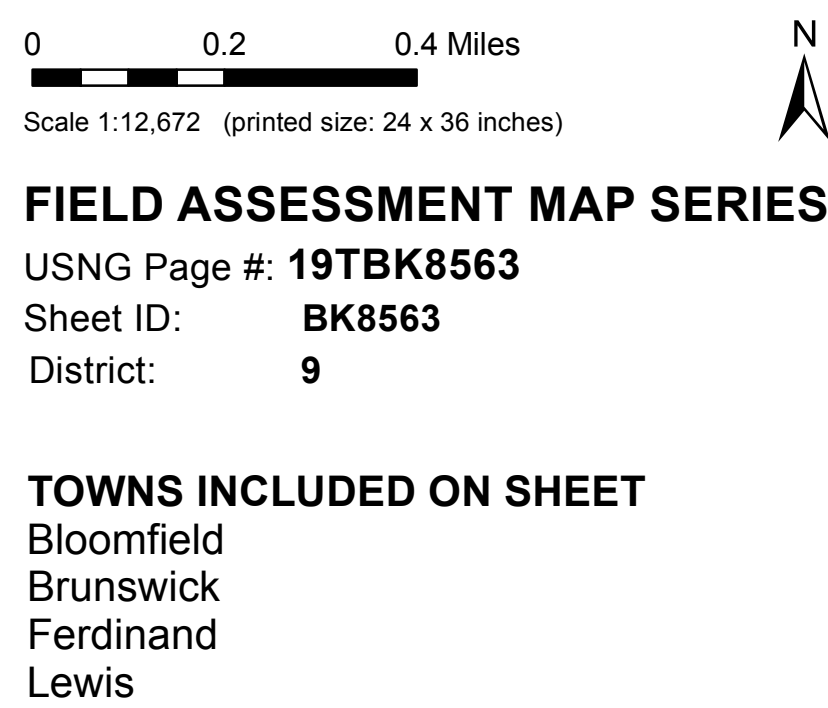 0 0.2 0.4 Miles
N
Scale 1:12,672 (printed size: 24 x 36 inches)
FIELD ASSESSMENT MAP SERIES
USNG Page #: 19TBK8563
Sheet ID: BK8563
District: 9
TOWNS INCLUDED ON SHEET
Bloomfield
Brunswick
Ferdinand
Lewis